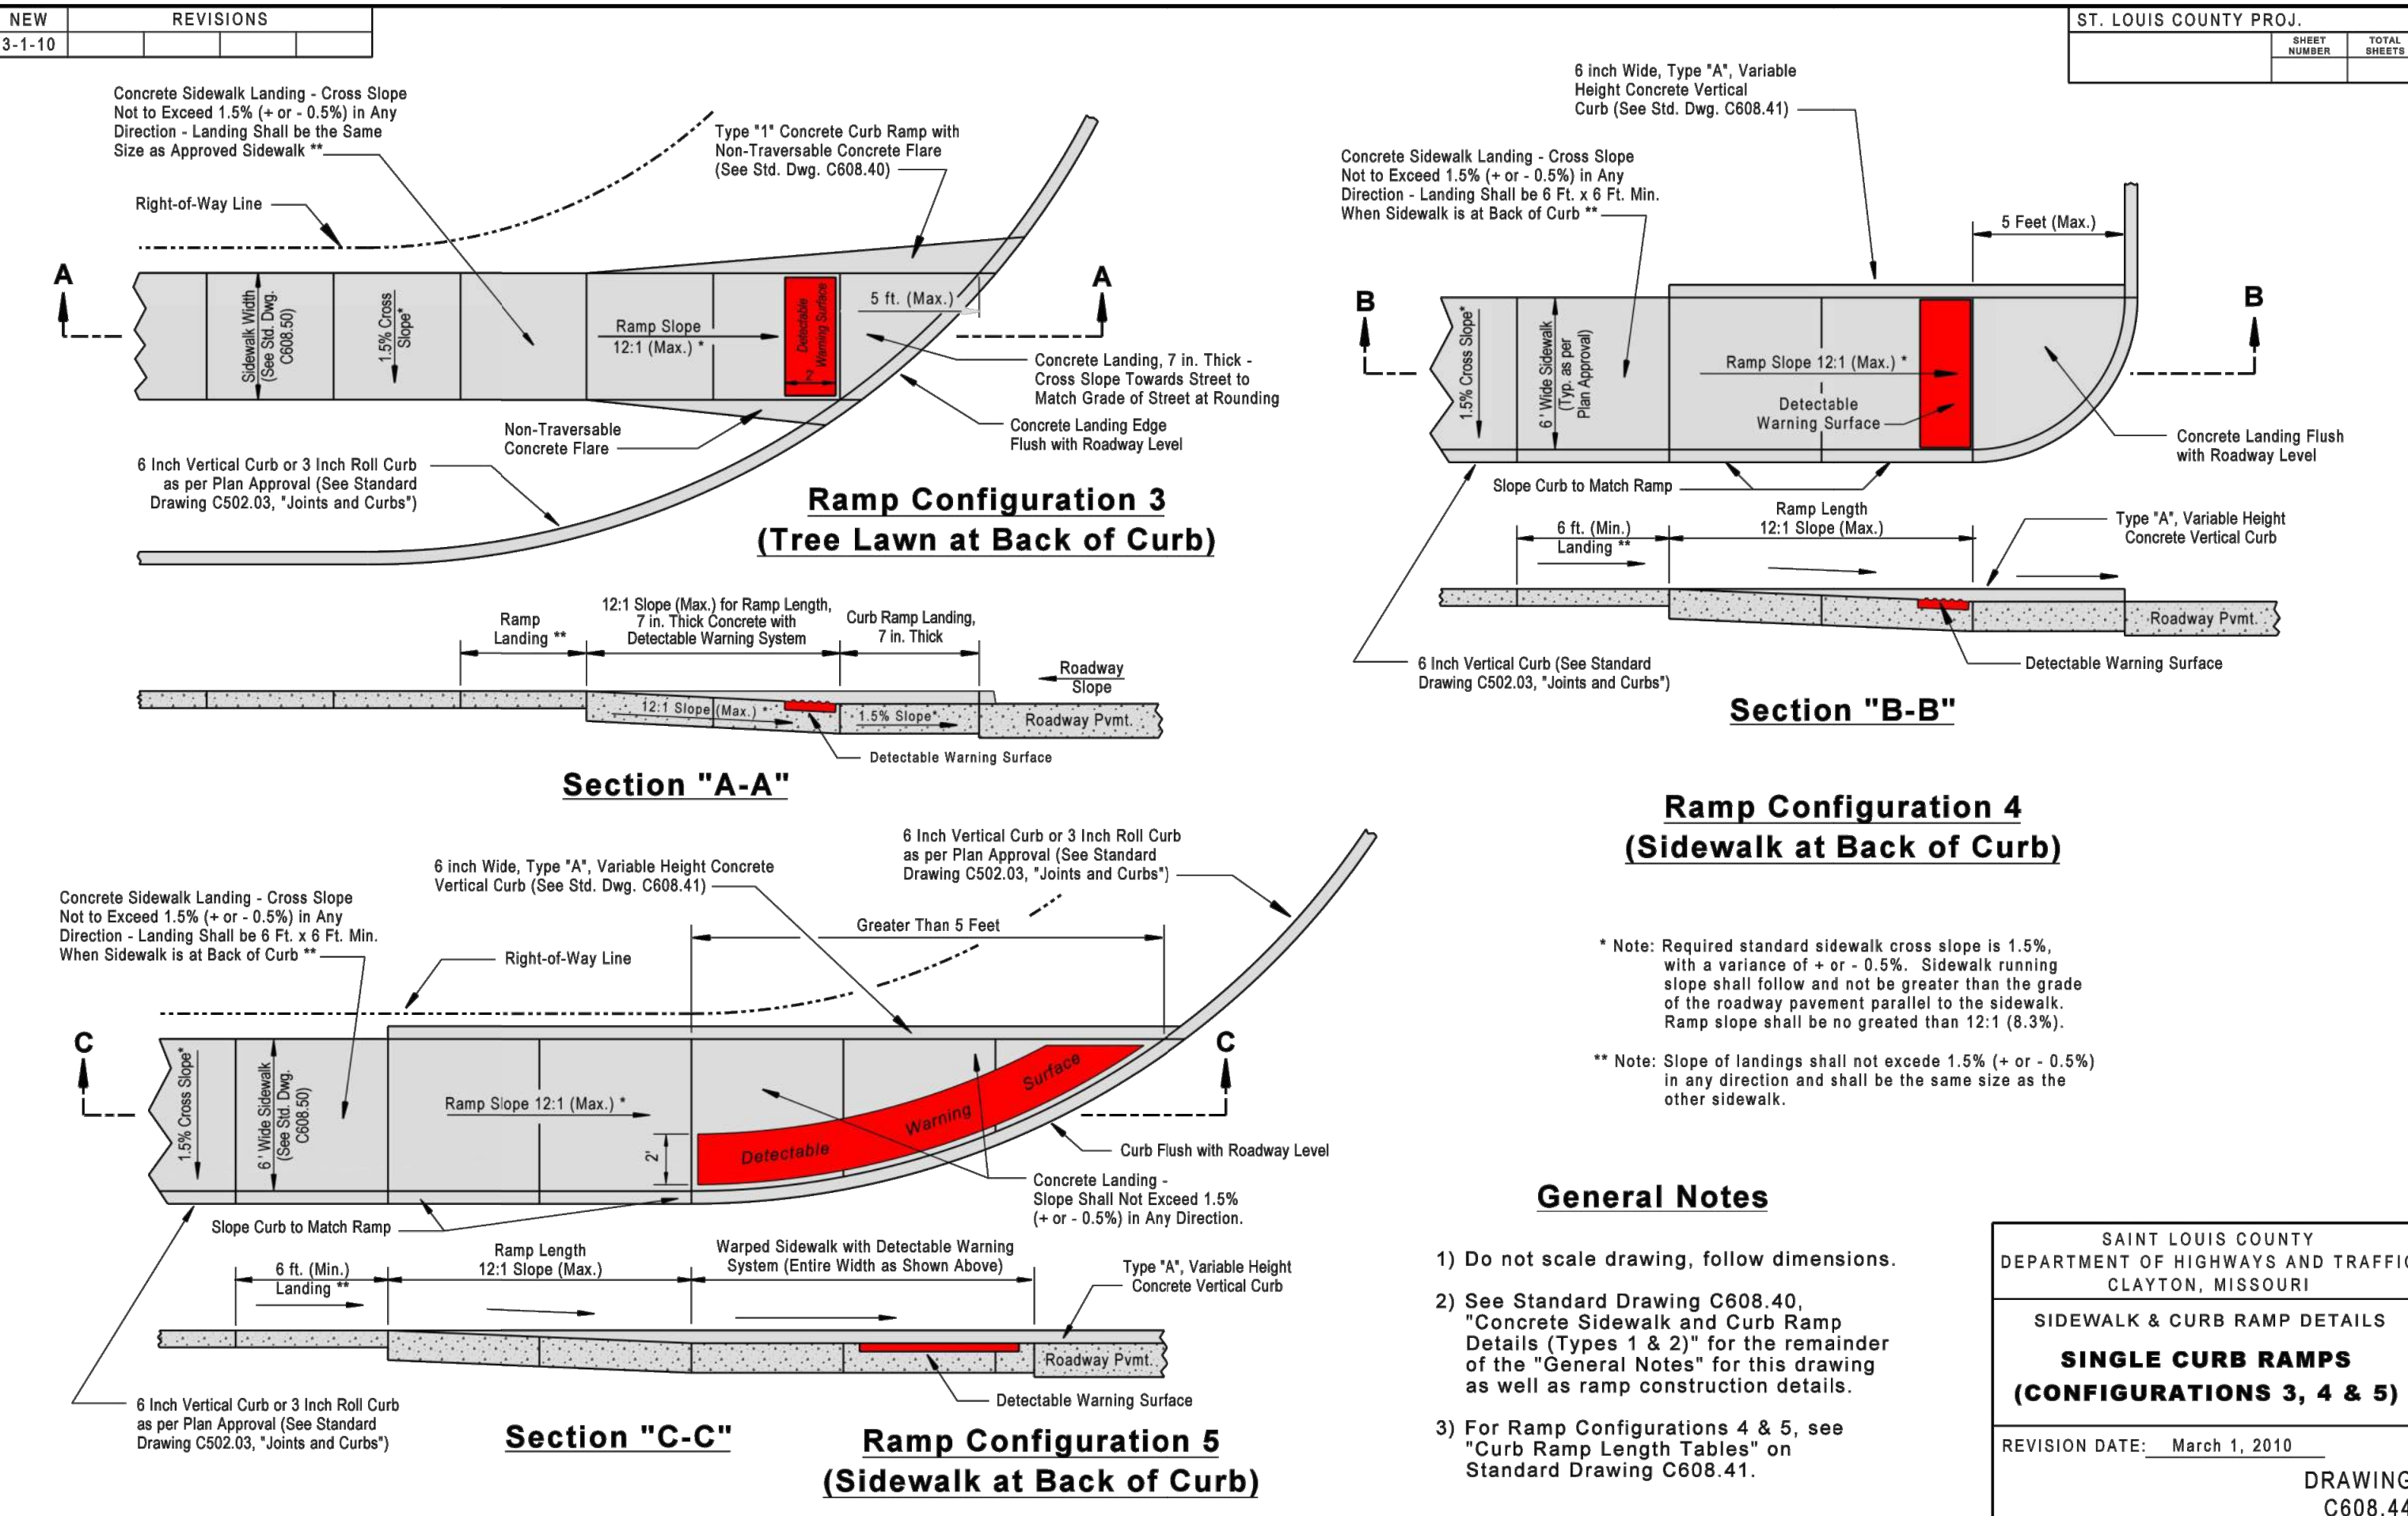 NEW
REVISIONS
3-1-10
ST. LOUIS COUNTY PROJ.
SHEET
NUMBER
TOTAL
SHEETS
Concrete Sidewalk Landing - Cross Slope
Not to Exceed 1.5% (+ or - 0.5%) in Any
Direction - Landing Shall be the Same
Size as Approved Sidewalk **
Type "1" Concrete Curb Ramp with
Non-Traversable Concrete Flare
(See Std. Dwg. C608.40)
Right-of-Way Line
A
A
Sidewalk Width
(See Std. Dwg.
C608.50)
1.5% Cross
Slope*
Ramp Slope
12:1 (Max.) *
Detectable
Warning Surface
2'
5 ft. (Max.)
Concrete Landing, 7 in. Thick -
Cross Slope Towards Street to
Match Grade of Street at Rounding
Concrete Landing Edge
Flush with Roadway Level
Non-Traversable
Concrete Flare
6 Inch Vertical Curb or 3 Inch Roll Curb
as per Plan Approval (See Standard
Drawing C502.03, "Joints and Curbs")
Ramp Configuration 3
(Tree Lawn at Back of Curb)
Ramp
Landing **
12:1 Slope (Max.) for Ramp Length,
7 in. Thick Concrete with
Detectable Warning System
Curb Ramp Landing,
7 in. Thick
Roadway
Slope
12:1 Slope (Max.) *
1.5% Slope*
Roadway Pvmt.
Detectable Warning Surface
Section "A-A"
6 inch Wide, Type "A", Variable
Height Concrete Vertical
Curb (See Std. Dwg. C608.41)
Concrete Sidewalk Landing - Cross Slope
Not to Exceed 1.5% (+ or - 0.5%) in Any
Direction - Landing Shall be 6 Ft. x 6 Ft. Min.
When Sidewalk is at Back of Curb **
5 Feet (Max.)
B
B
1.5% Cross Slope*
6 ' Wide Sidewalk
(Typ. as per
Plan Approval)
Ramp Slope 12:1 (Max.) *
Detectable
Warning Surface
Concrete Landing Flush
with Roadway Level
Slope Curb to Match Ramp
6 ft. (Min.)
Landing **
Ramp Length
12:1 Slope (Max.)
Type "A", Variable Height
Concrete Vertical Curb
Roadway Pvmt.
6 Inch Vertical Curb (See Standard
Drawing C502.03, "Joints and Curbs")
Detectable Warning Surface
Section "B-B"
Ramp Configuration 4
(Sidewalk at Back of Curb)
6 Inch Vertical Curb or 3 Inch Roll Curb
as per Plan Approval (See Standard
Drawing C502.03, "Joints and Curbs")
6 inch Wide, Type "A", Variable Height Concrete
Vertical Curb (See Std. Dwg. C608.41)
Concrete Sidewalk Landing - Cross Slope
Not to Exceed 1.5% (+ or - 0.5%) in Any
Direction - Landing Shall be 6 Ft. x 6 Ft. Min.
When Sidewalk is at Back of Curb **
Greater Than 5 Feet
Right-of-Way Line
C
C
1.5% Cross Slope*
6 ' Wide Sidewalk
(See Std. Dwg.
C608.50)
Ramp Slope 12:1 (Max.) *
2'
Detectable Warning Surface
Curb Flush with Roadway Level
Concrete Landing -
Slope Shall Not Exceed 1.5%
(+ or - 0.5%) in Any Direction.
Slope Curb to Match Ramp
6 ft. (Min.)
Landing **
Ramp Length
12:1 Slope (Max.)
Warped Sidewalk with Detectable Warning
System (Entire Width as Shown Above)
Type "A", Variable Height
Concrete Vertical Curb
Roadway Pvmt.
Detectable Warning Surface
6 Inch Vertical Curb or 3 Inch Roll Curb
as per Plan Approval (See Standard
Drawing C502.03, "Joints and Curbs")
Section "C-C"
Ramp Configuration 5
(Sidewalk at Back of Curb)
* Note: Required standard sidewalk cross slope is 1.5%,
with a variance of + or - 0.5%. Sidewalk running
slope shall follow and not be greater than the grade
of the roadway pavement parallel to the sidewalk.
Ramp slope shall be no greated than 12:1 (8.3%).
** Note: Slope of landings shall not excede 1.5% (+ or - 0.5%)
in any direction and shall be the same size as the
other sidewalk.
General Notes
1) Do not scale drawing, follow dimensions.
2) See Standard Drawing C608.40,
"Concrete Sidewalk and Curb Ramp
Details (Types 1 & 2)" for the remainder
of the "General Notes" for this drawing
as well as ramp construction details.
3) For Ramp Configurations 4 & 5, see
"Curb Ramp Length Tables" on
Standard Drawing C608.41.
SAINT LOUIS COUNTY
DEPARTMENT OF HIGHWAYS AND TRAFFIC
CLAYTON, MISSOURI
SIDEWALK & CURB RAMP DETAILS
SINGLE CURB RAMPS
(CONFIGURATIONS 3, 4 & 5)
REVISION DATE: March 1, 2010
DRAWING
C608.44